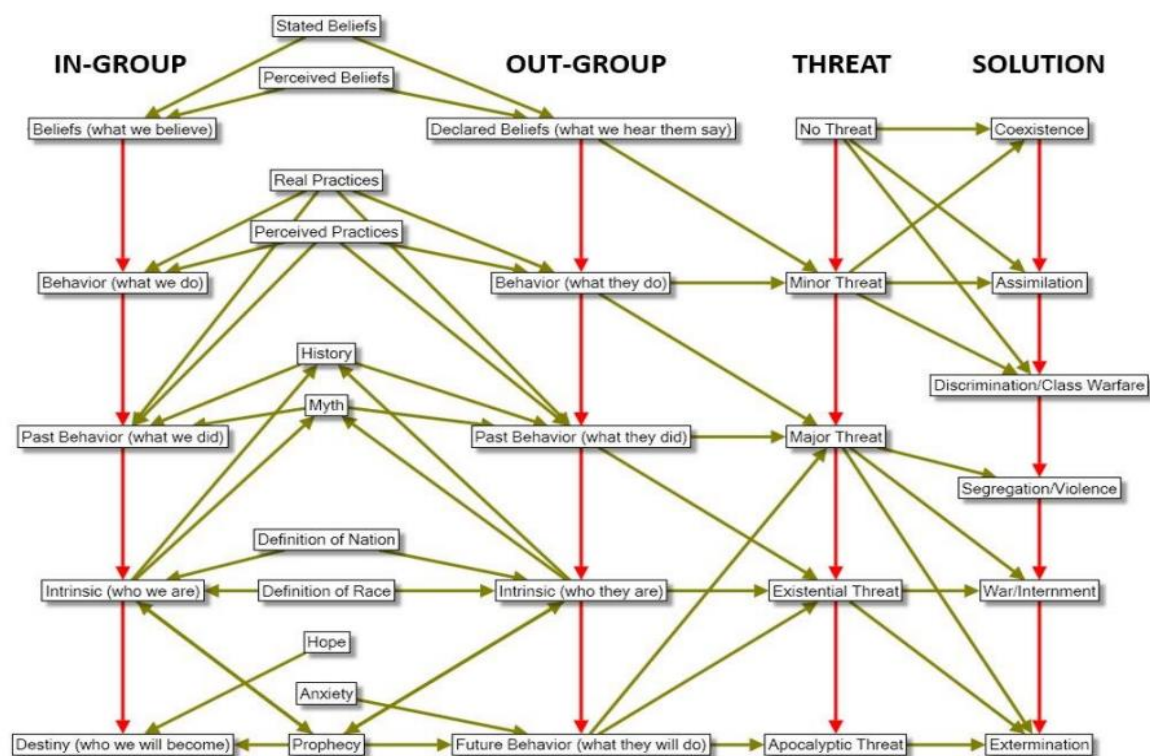 Stated Beliefs
IN-GROUP
OUT-GROUP
THREAT
SOLUTION
Perceived Beliefs
Beliefs (what we believe)
Declared Beliefs (what we hear them say)
No Threat
Coexistence
Real Practices
Perceived Practices
Behavior (what we do)
Behavior (what they do)
Minor Threat
Assimilation
History
Discrimination/Class Warfare
Myth
Past Behavior (what we did)
Past Behavior (what they did)
Major Threat
Segregation/Violence
Definition of Nation
Intrinsic (who we are)
Definition of Race
Intrinsic (who they are)
Existential Threat
War/Internment
Hope
Anxiety
Destiny (who we will become)
Prophecy
Future Behavior (what they will do)
Apocalyptic Threat
Extermination